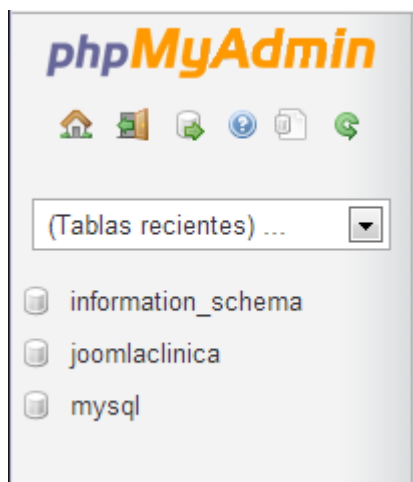 phpMyAdmin
(Tablas recientes) ...
information_schema
joomlaclinica
mysql